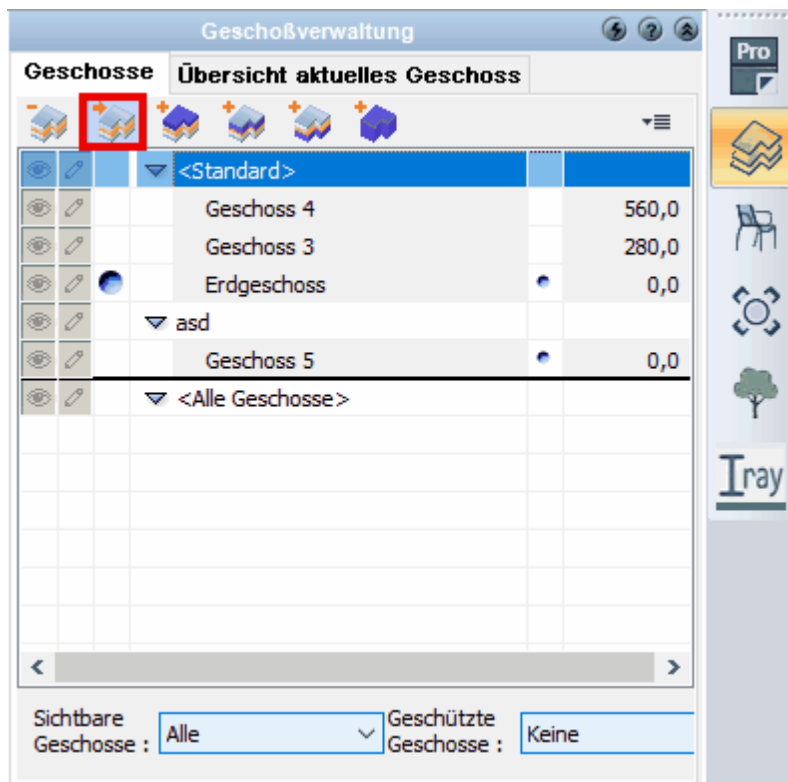 Geschoßverwaltung
Geschosse
Übersicht aktuelles Geschoss
<Standard>
Geschoss 4 560,0
Geschoss 3 280,0
Erdgeschoss 0,0
asd
Geschoss 5 0,0
<Alle Geschosse>
Sichtbare
Geschosse :
Alle
Geschützte
Geschosse :
Keine
Pro
Iray